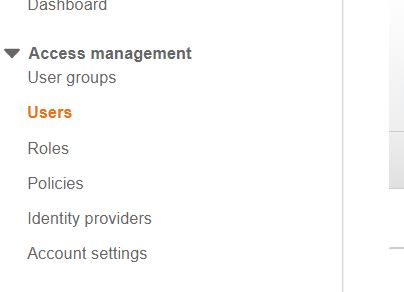 Dashboard
Access management
User groups
Users
Roles
Policies
Identity providers
Account settings